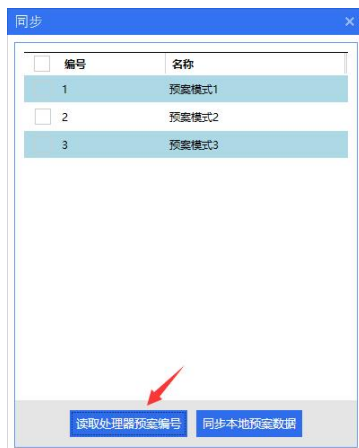 同步
编号 名称
1 预案模式1
2 预案模式2
3 预案模式3
读取处理器预案编号 同步本地预案数据